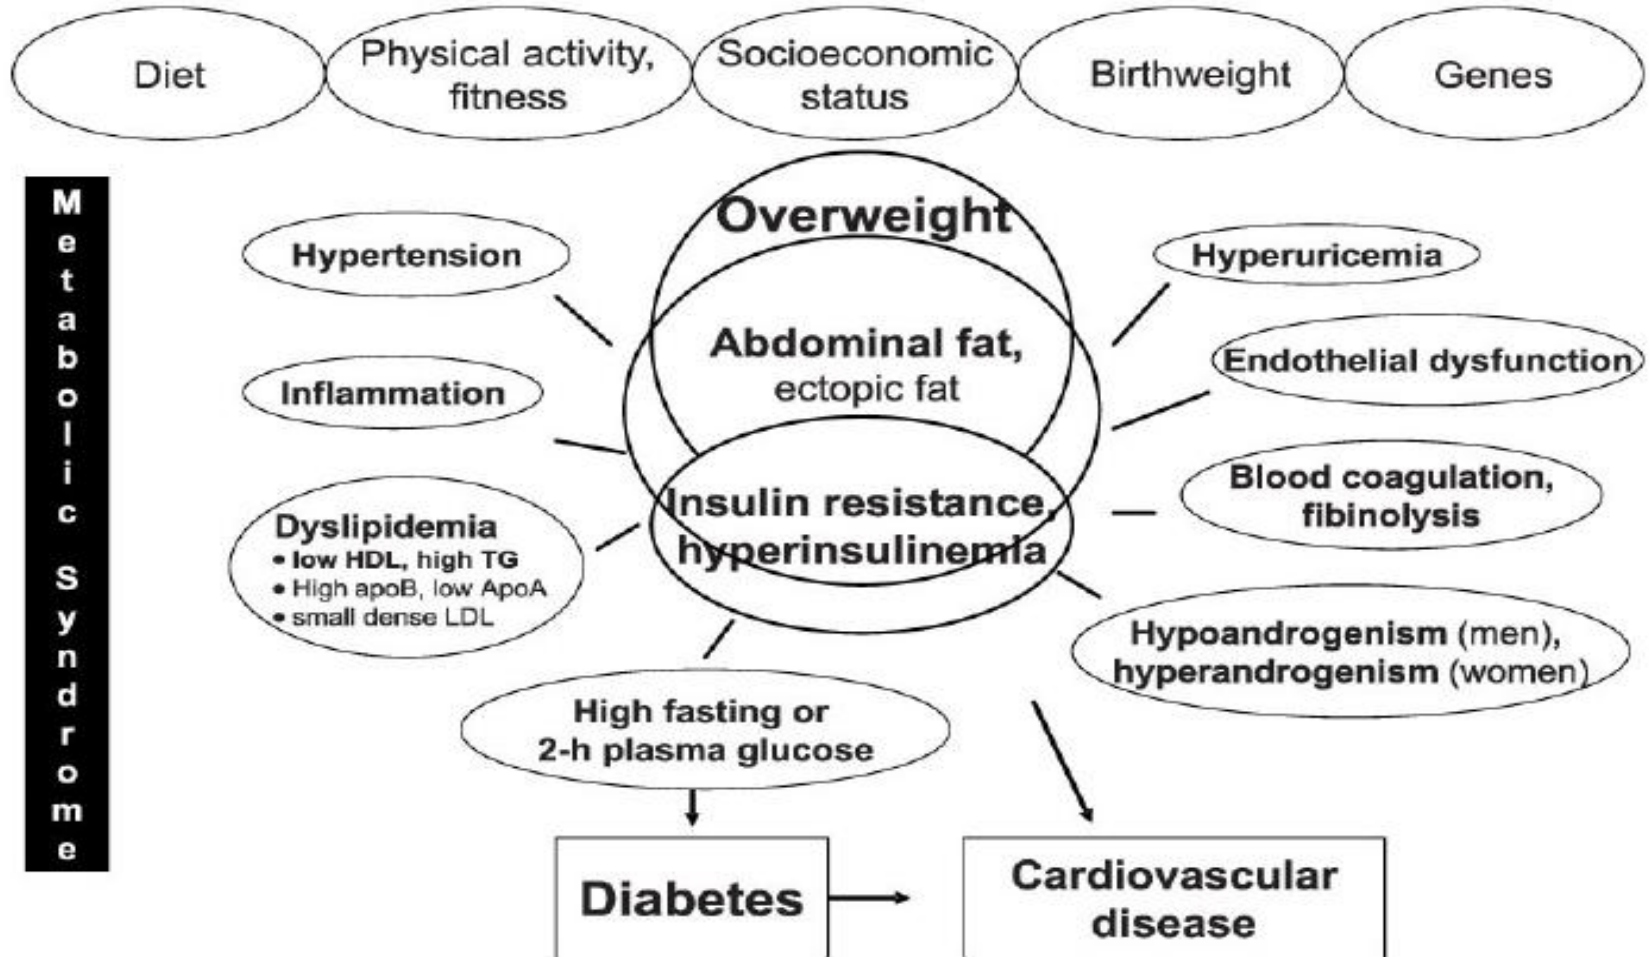 Diet
Physical activity,
fitness
Socioeconomic
status
Birthweight
Genes
Metabolic Syndrome
Overweight
Abdominal fat,
ectopic fat
Insulin resistance,
hyperinsulinemia
Hypertension
Inflammation
Dyslipidemia
• low HDL, high TG
• High apoB, low ApoA
• small dense LDL
High fasting or
2-h plasma glucose
Hyperuricemia
Endothelial dysfunction
Blood coagulation,
fibinolysis
Hypoandrogenism (men),
hyperandrogenism (women)
Diabetes
Cardiovascular
disease